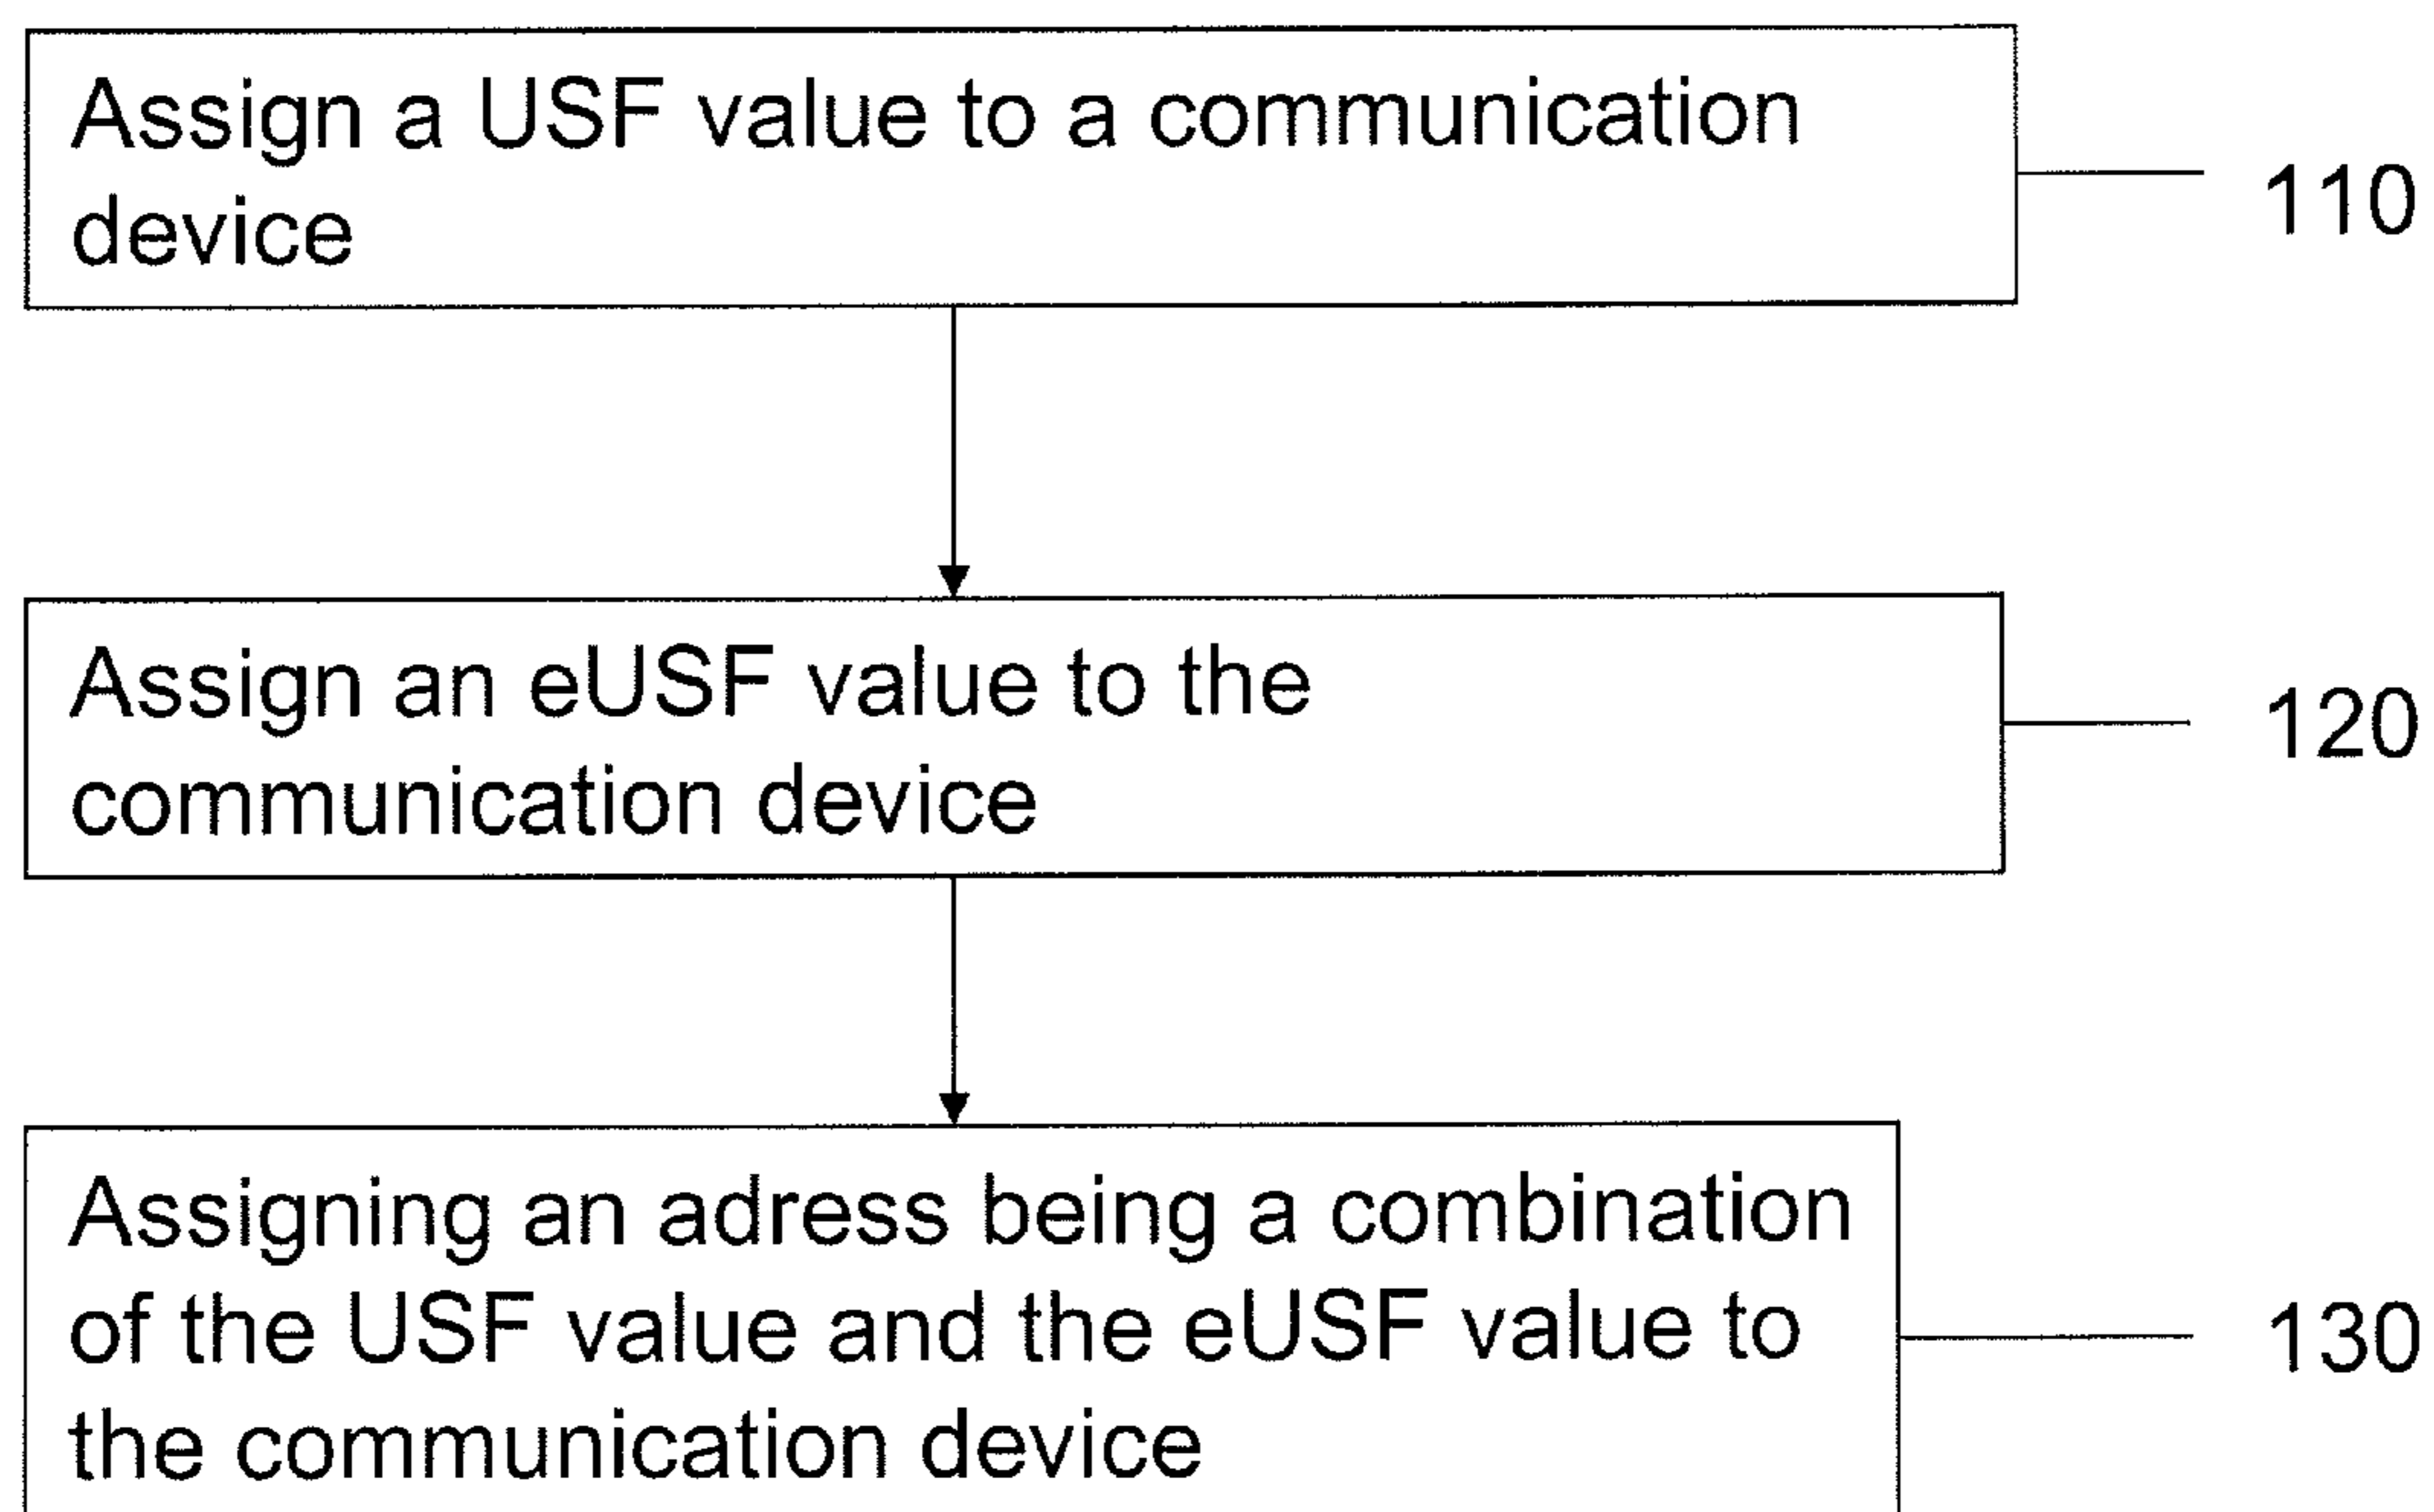 Assign a USF value to a communication
device
110
Assign an eUSF value to the
communication device
120
Assigning an adress being a combination
of the USF value and the eUSF value to
the communication device
130